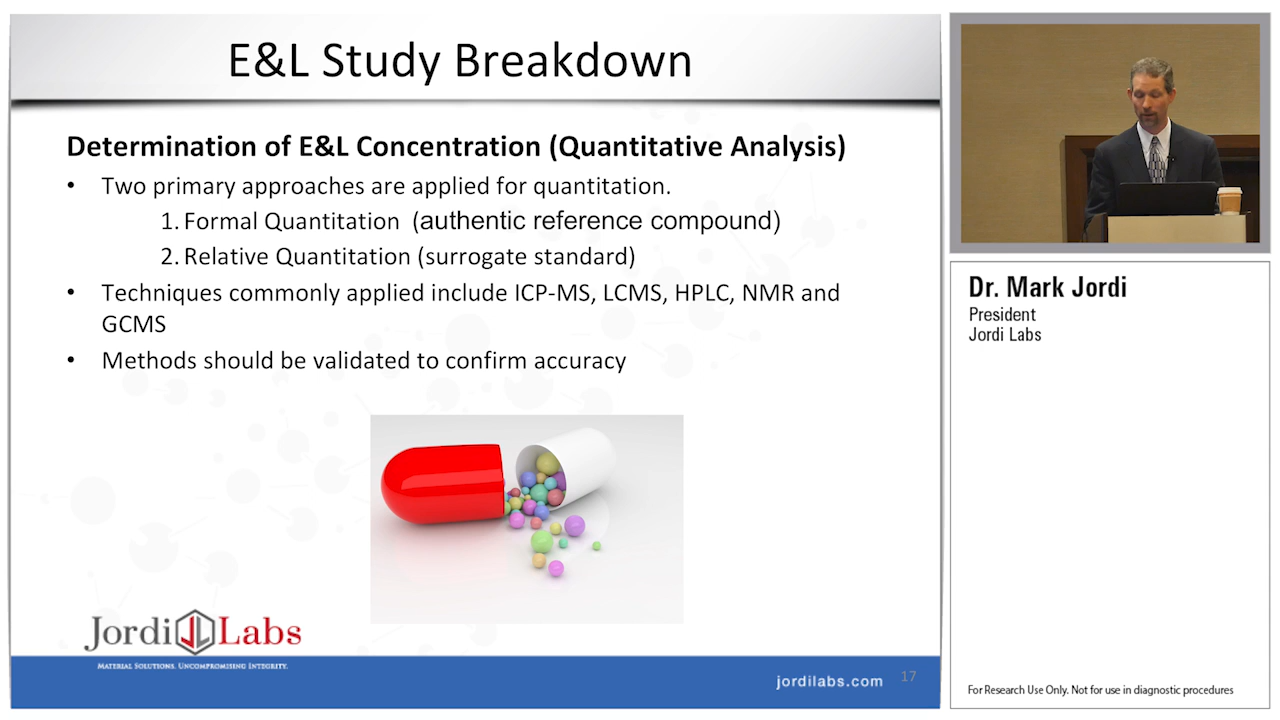 E&L Study Breakdown
Determination of E&L Concentration (Quantitative Analysis)
• Two primary approaches are applied for quantitation.
1. Formal Quantitation (authentic reference compound)
2. Relative Quantitation (surrogate standard)
• Techniques commonly applied include ICP-MS, LCMS, HPLC, NMR and
GCMS
• Methods should be validated to confirm accuracy
Jordi JL Labs
Material Solutions. Uncompromising Integrity.
jordilabs.com
17
Dr. Mark Jordi
President
Jordi Labs
For Research Use Only. Not for use in diagnostic procedures